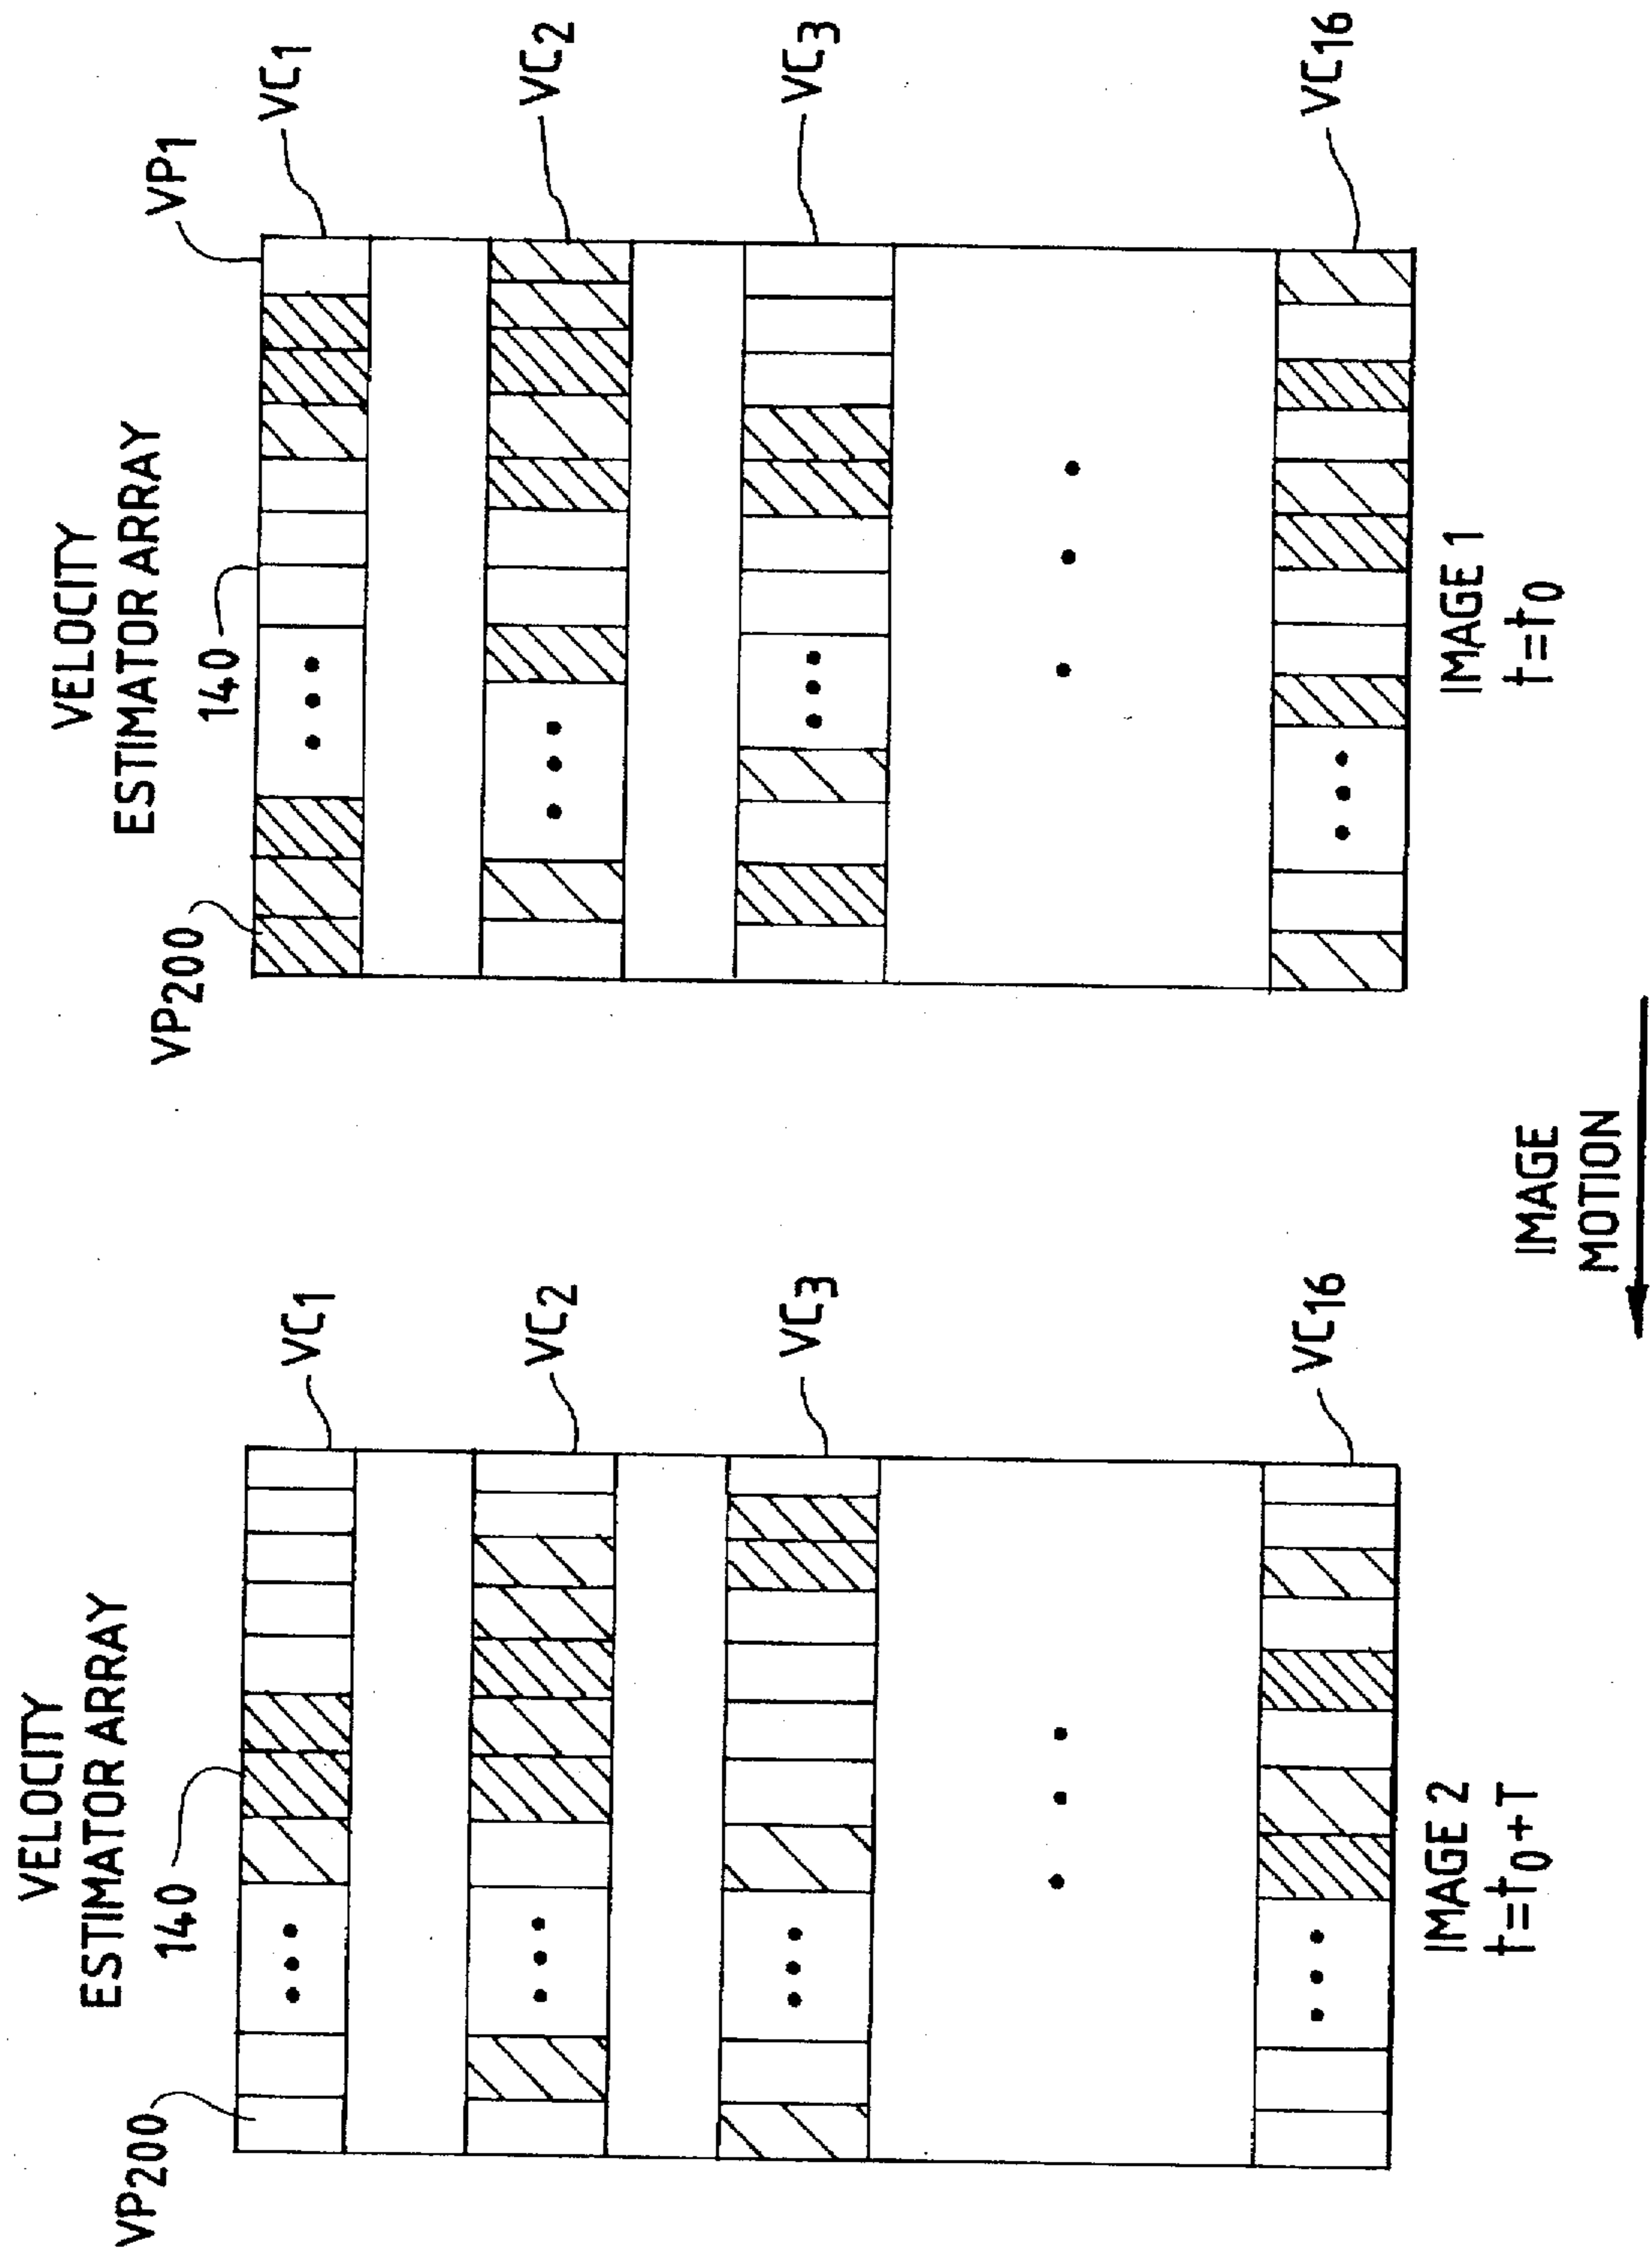 VELOCITY
ESTIMATOR ARRAY
VP200
140
VC1
VC2
VC3
VC16
IMAGE 2
t=t0+T
VELOCITY
ESTIMATOR ARRAY
VP200
140
VP1
VC1
VC2
VC3
VC16
IMAGE 1
t=t0
IMAGE
MOTION